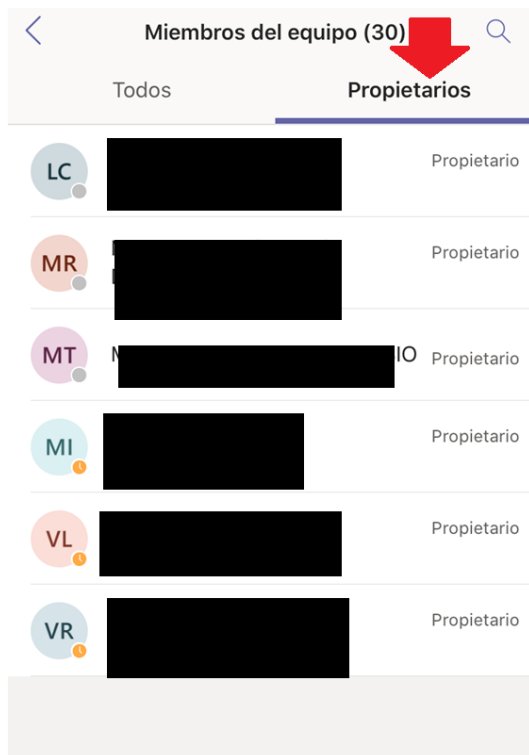 Miembros del equipo (30)
Todos
Propietarios
LC
Propietario
MR
Propietario
MT
IO
Propietario
MI
Propietario
VL
Propietario
VR
Propietario